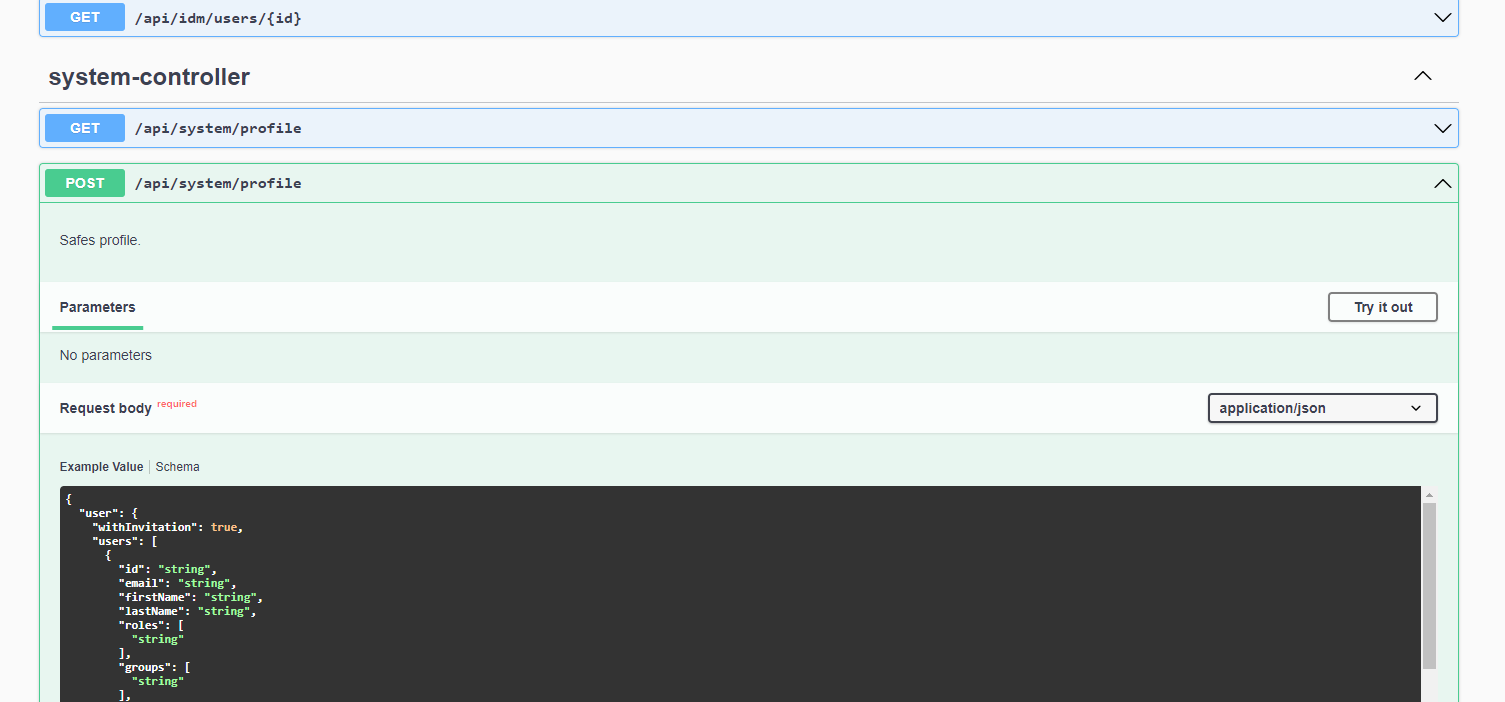 GET /api/idm/users/{id}
system-controller
GET /api/system/profile
POST /api/system/profile
Safes profile.
Parameters Try it out
No parameters
Request body required application/json
Example Value Schema
{
"user": {
"withInvitation": true,
"users": [
{
"id": "string",
"email": "string",
"firstName": "string",
"lastName": "string",
"roles": [
"string"
],
"groups": [
"string"
],